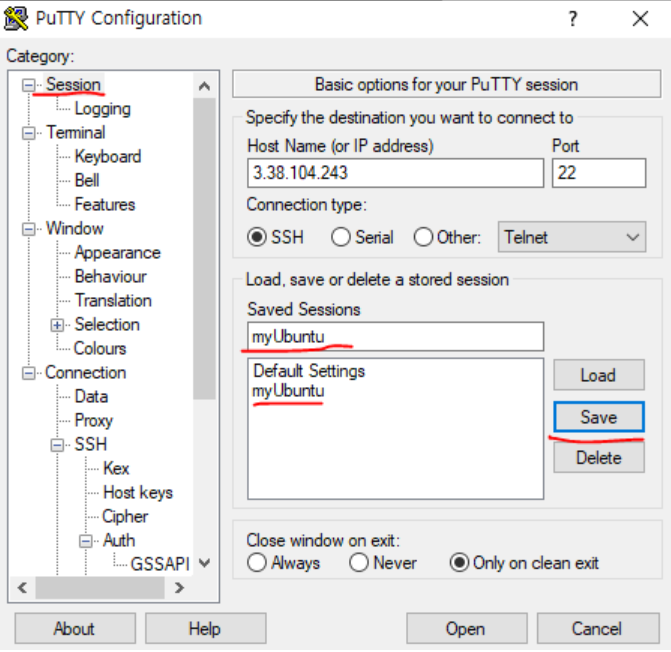 PuTTY Configuration
?
Category:
Session
Logging
Terminal
Keyboard
Bell
Features
Window
Appearance
Behaviour
Translation
Selection
Colours
Connection
Data
Proxy
SSH
Kex
Host keys
Cipher
Auth
GSSAPI
Basic options for your PuTTY session
Specify the destination you want to connect to
Host Name (or IP address) Port
3.38.104.243 22
Connection type:
SSH Serial Other: Telnet
Load, save or delete a stored session
Saved Sessions
myUbuntu
Default Settings
myUbuntu
Load
Save
Delete
Close window on exit:
Always Never Only on clean exit
About Help Open Cancel